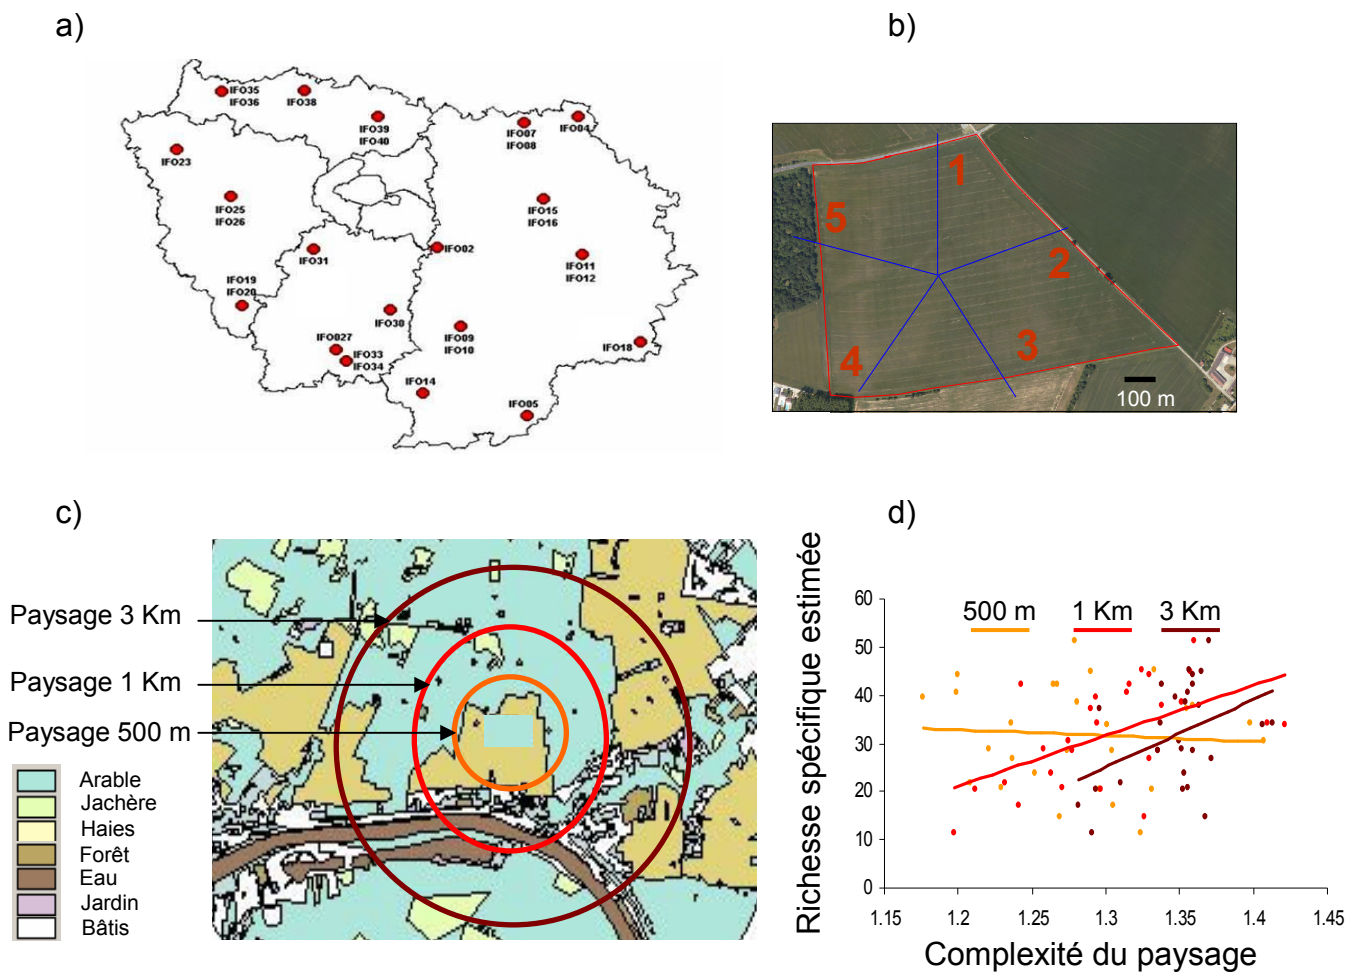 a)
IFO35
IFO36
IFO38
IFO39
IFO40
IFO07
IFO08
IFO04
IFO23
IFO25
IFO26
IFO15
IFO16
IFO31
IFO02
IFO11
IFO12
IFO19
IFO20
IFO30
IFO09
IFO10
IFO18
IFO027
IFO33
IFO34
IFO14
IFO05
b)
1
5
2
3
4
100 m
c)
Paysage 3 Km
Paysage 1 Km
Paysage 500 m
Arable
Jachère
Haies
Forêt
Eau
Jardin
Bâtis
d)
Richesse spécifique estimée
60
50
40
30
20
10
0
500 m 1 Km 3 Km
1.15 1.2 1.25 1.3 1.35 1.4 1.45
Complexité du paysage